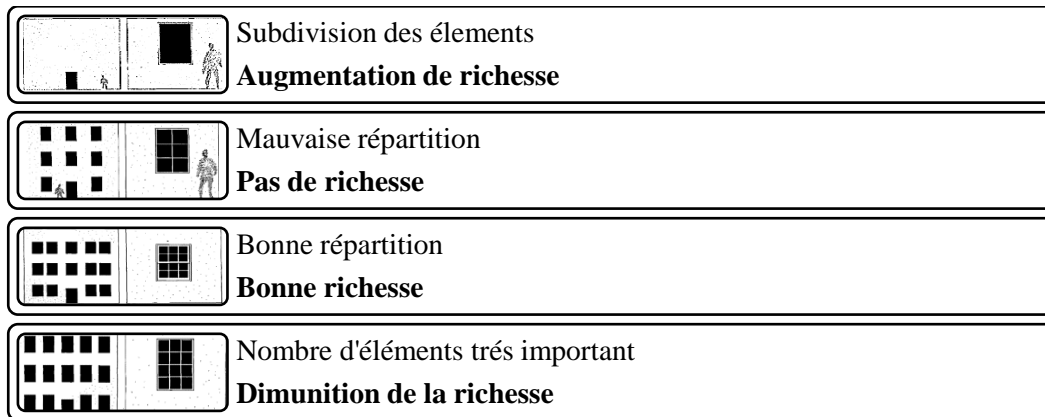 Subdivision des élements
Augmentation de richesse
Mauvaise répartition
Pas de richesse
Bonne répartition
Bonne richesse
Nombre d'éléments trés important
Dimunition de la richesse